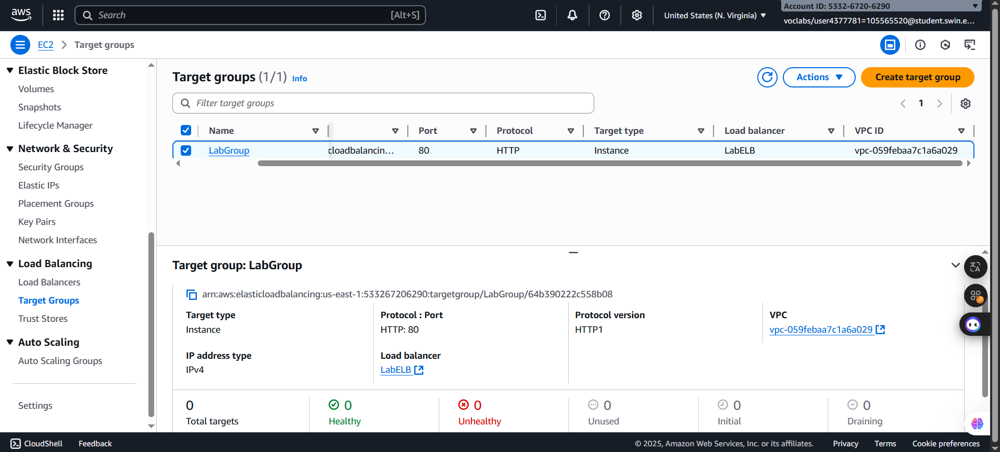 aws
Search [Alt+S]
United States (N. Virginia)
Account ID: 5332-6720-6290
voclabs/user4377781=105565520@student.swin.e...
EC2 > Target groups
Elastic Block Store
Volumes
Snapshots
Lifecycle Manager
Network & Security
Security Groups
Elastic IPs
Placement Groups
Key Pairs
Network Interfaces
Load Balancing
Load Balancers
Target Groups
Trust Stores
Auto Scaling
Auto Scaling Groups
Settings
Target groups (1/1) Info
Actions
Create target group
Filter target groups
1
Name Port Protocol Target type Load balancer VPC ID
LabGroup cloadbalancin... 80 HTTP Instance LabELB vpc-059febaa7c1a6a029
Target group: LabGroup
arn:aws:elasticloadbalancing:us-east-1:533267206290:targetgroup/LabGroup/64b390222c558b08
Target type
Instance
Protocol : Port
HTTP: 80
Protocol version
HTTP1
VPC
vpc-059febaa7c1a6a029
IP address type
IPv4
Load balancer
LabELB
0
Total targets
0
Healthy
0
Unhealthy
0
Unused
0
Initial
0
Draining
CloudShell Feedback © 2025, Amazon Web Services, Inc. or its affiliates. Privacy Terms Cookie preferences